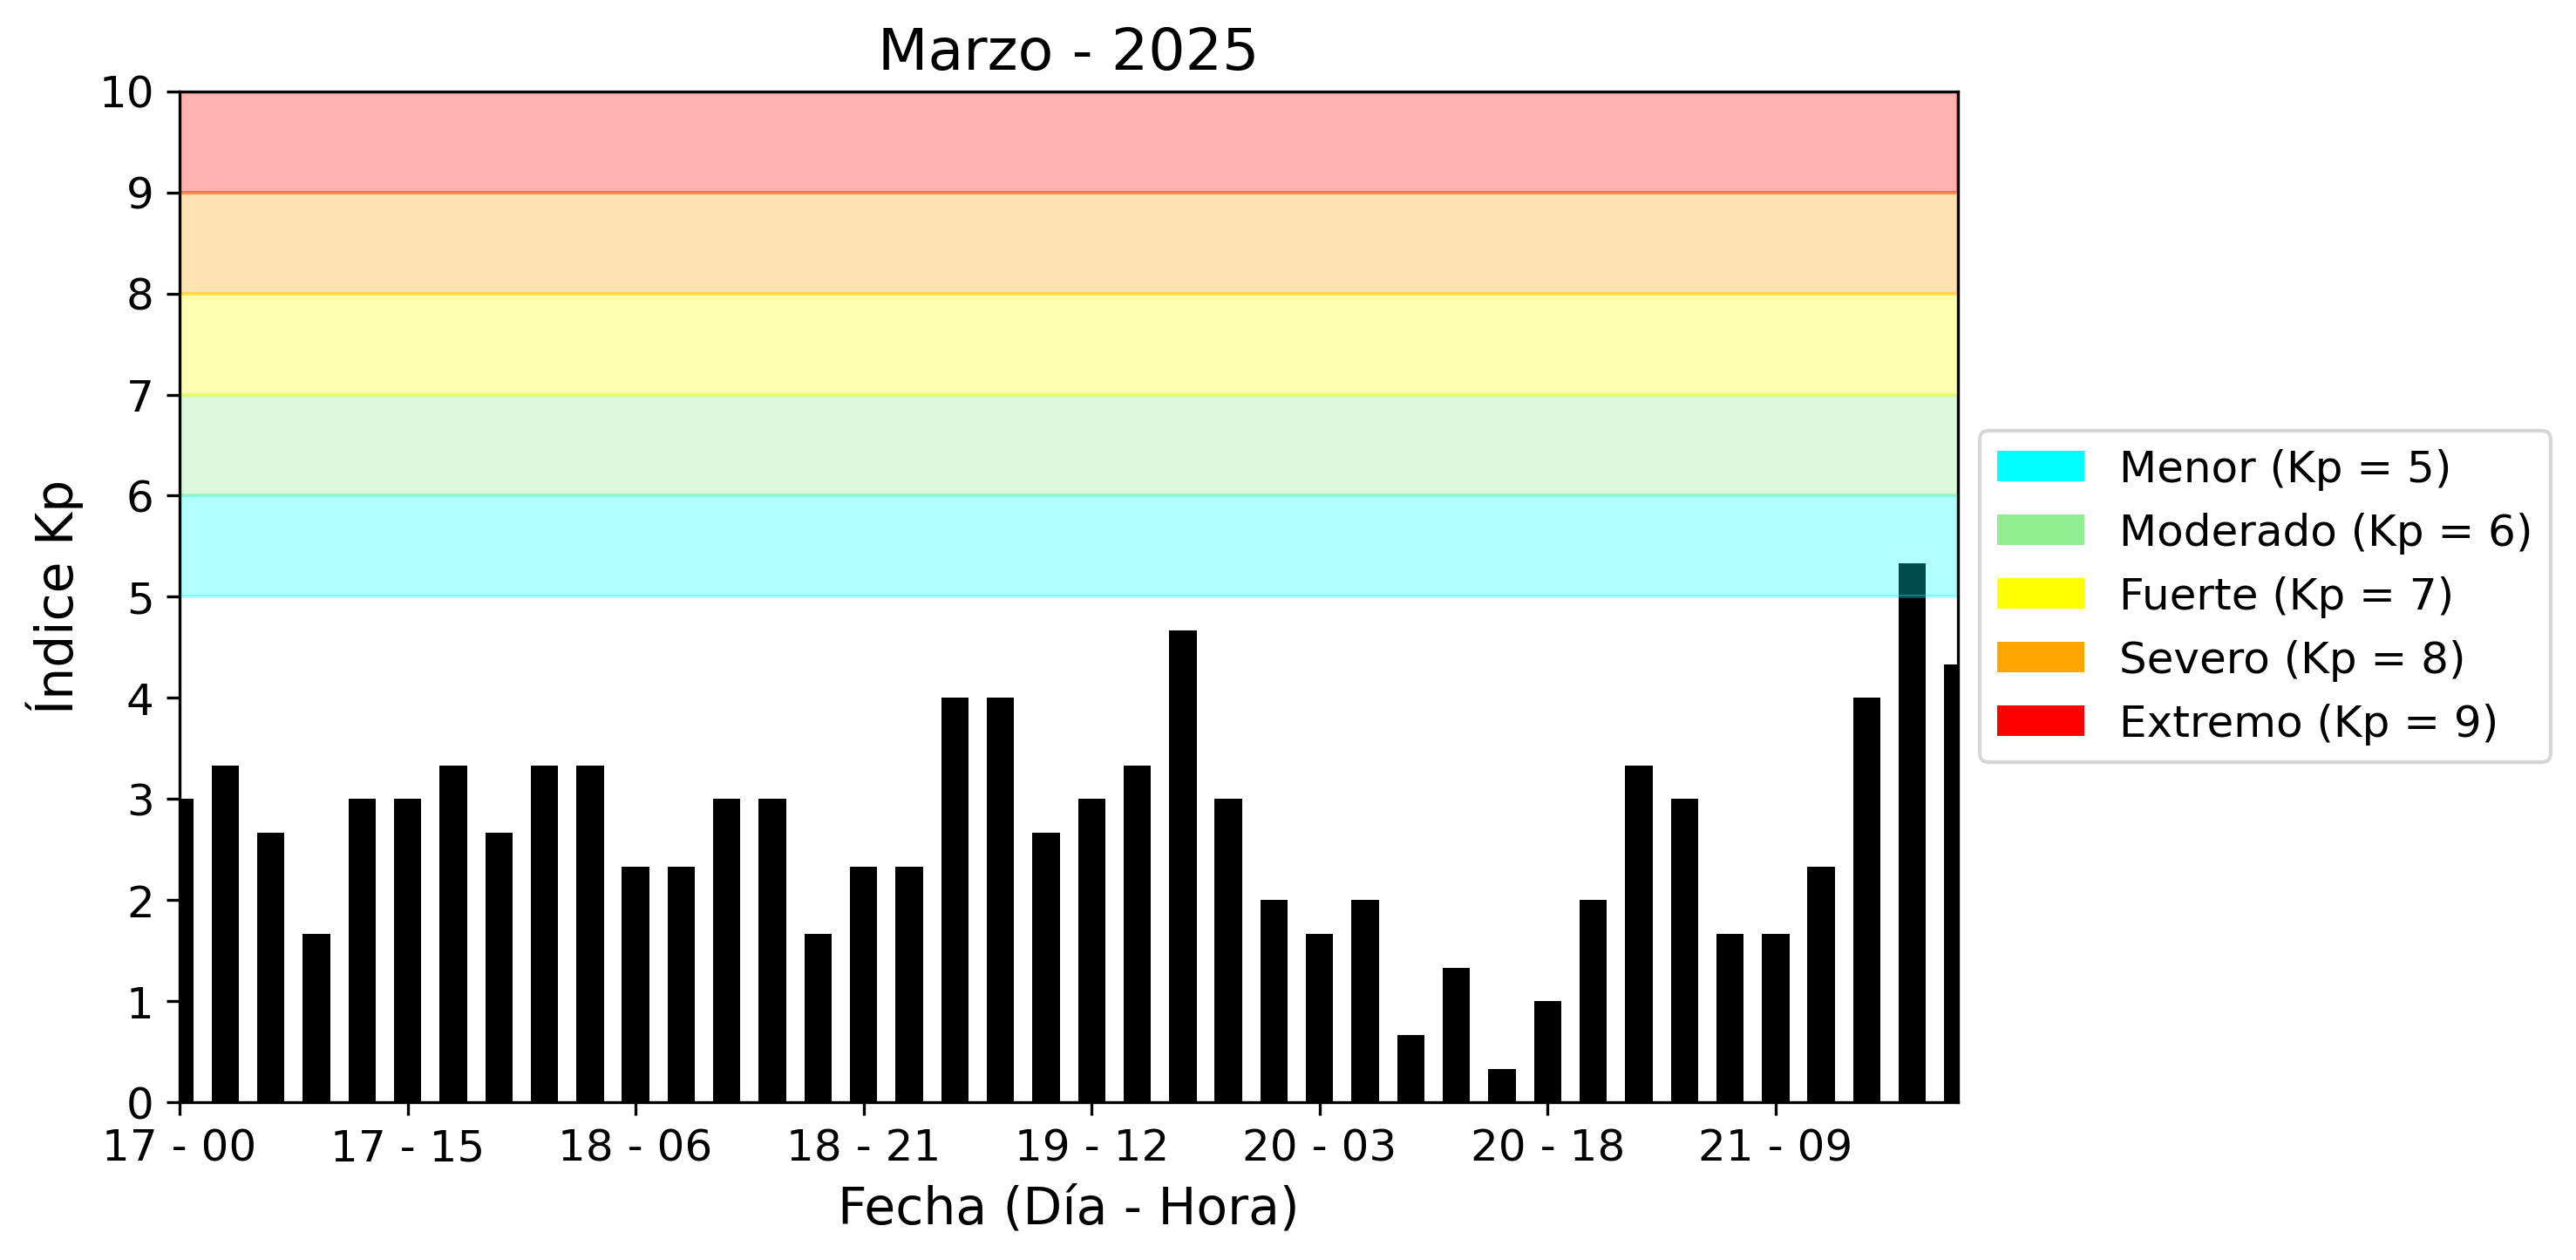 Marzo - 2025
10
9
8
7
6
5
4
3
2
1
0
Índice Kp
17 - 00 17 - 15 18 - 06 18 - 21 19 - 12 20 - 03 20 - 18 21 - 09
Fecha (Día - Hora)
Menor (Kp = 5)
Moderado (Kp = 6)
Fuerte (Kp = 7)
Severo (Kp = 8)
Extremo (Kp = 9)